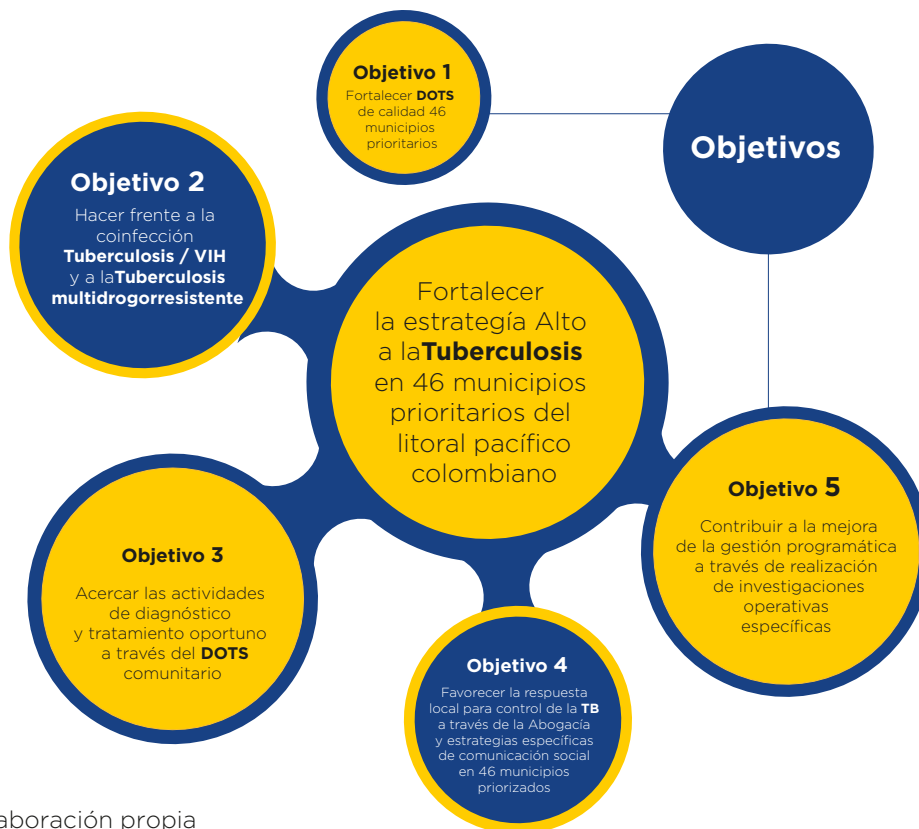 Objetivo 1
Fortalecer DOTS
de calidad 46
municipios
prioritarios
Objetivos
Objetivo 2
Hacer frente a la
coinfección
Tuberculosis / VIH
y a laTuberculosis
multidrogorresistente
Fortalecer
la estrategía Alto
a laTuberculosis
en 46 municipios
prioritarios del
litoral pacífico
colombiano
Objetivo 3
Acercar las actividades
de diagnóstico
y tratamiento oportuno
a través del DOTS
comunitario
Objetivo 4
Favorecer la respuesta
local para control de la TB
a través de la Abogacía
y estrategias específicas
de comunicación social
en 46 municipios
priorizados
Objetivo 5
Contribuir a la mejora
de la gestión programática
a través de realización
de investigaciones
operativas
específicas
aboración propia